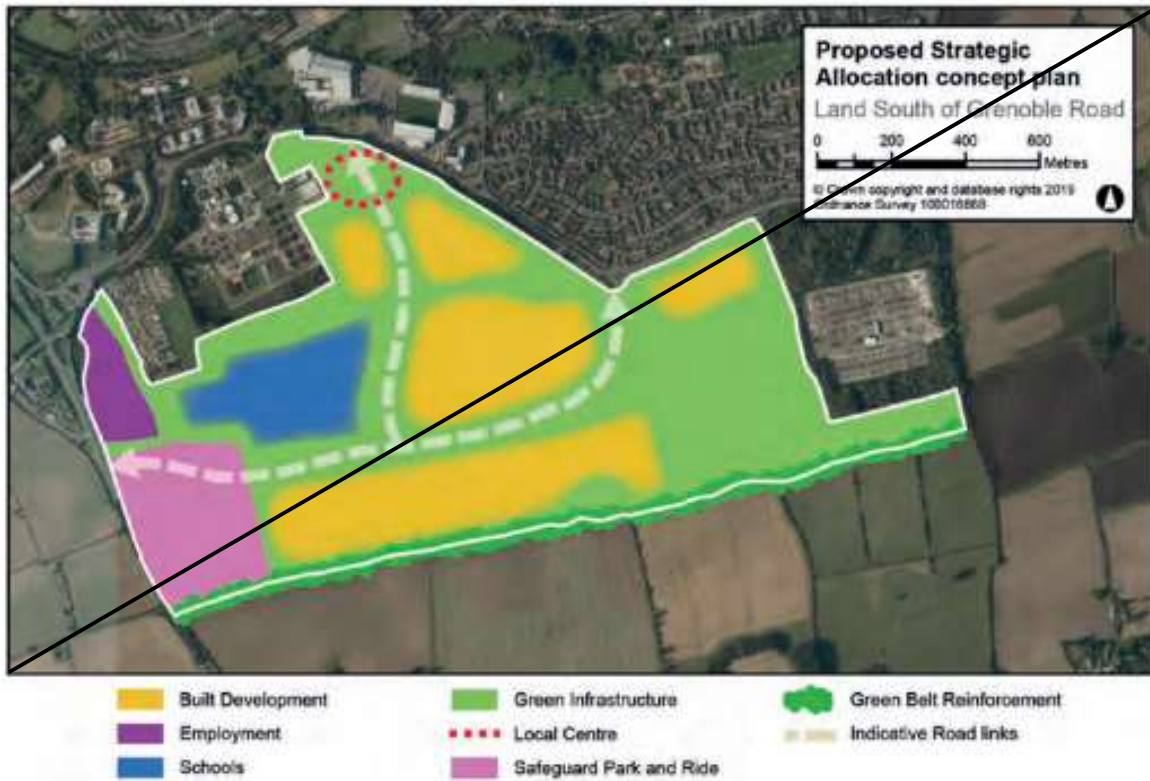 Proposed Strategic
Allocation concept plan
Land South of Grenoble Road
0 200 400 600
Metres
© Crown copyright and database rights 2019
Ordnance Survey 100018668
Built Development
Green Infrastructure
Green Belt Reinforcement
Employment
Local Centre
Indicative Road links
Schools
Safeguard Park and Ride